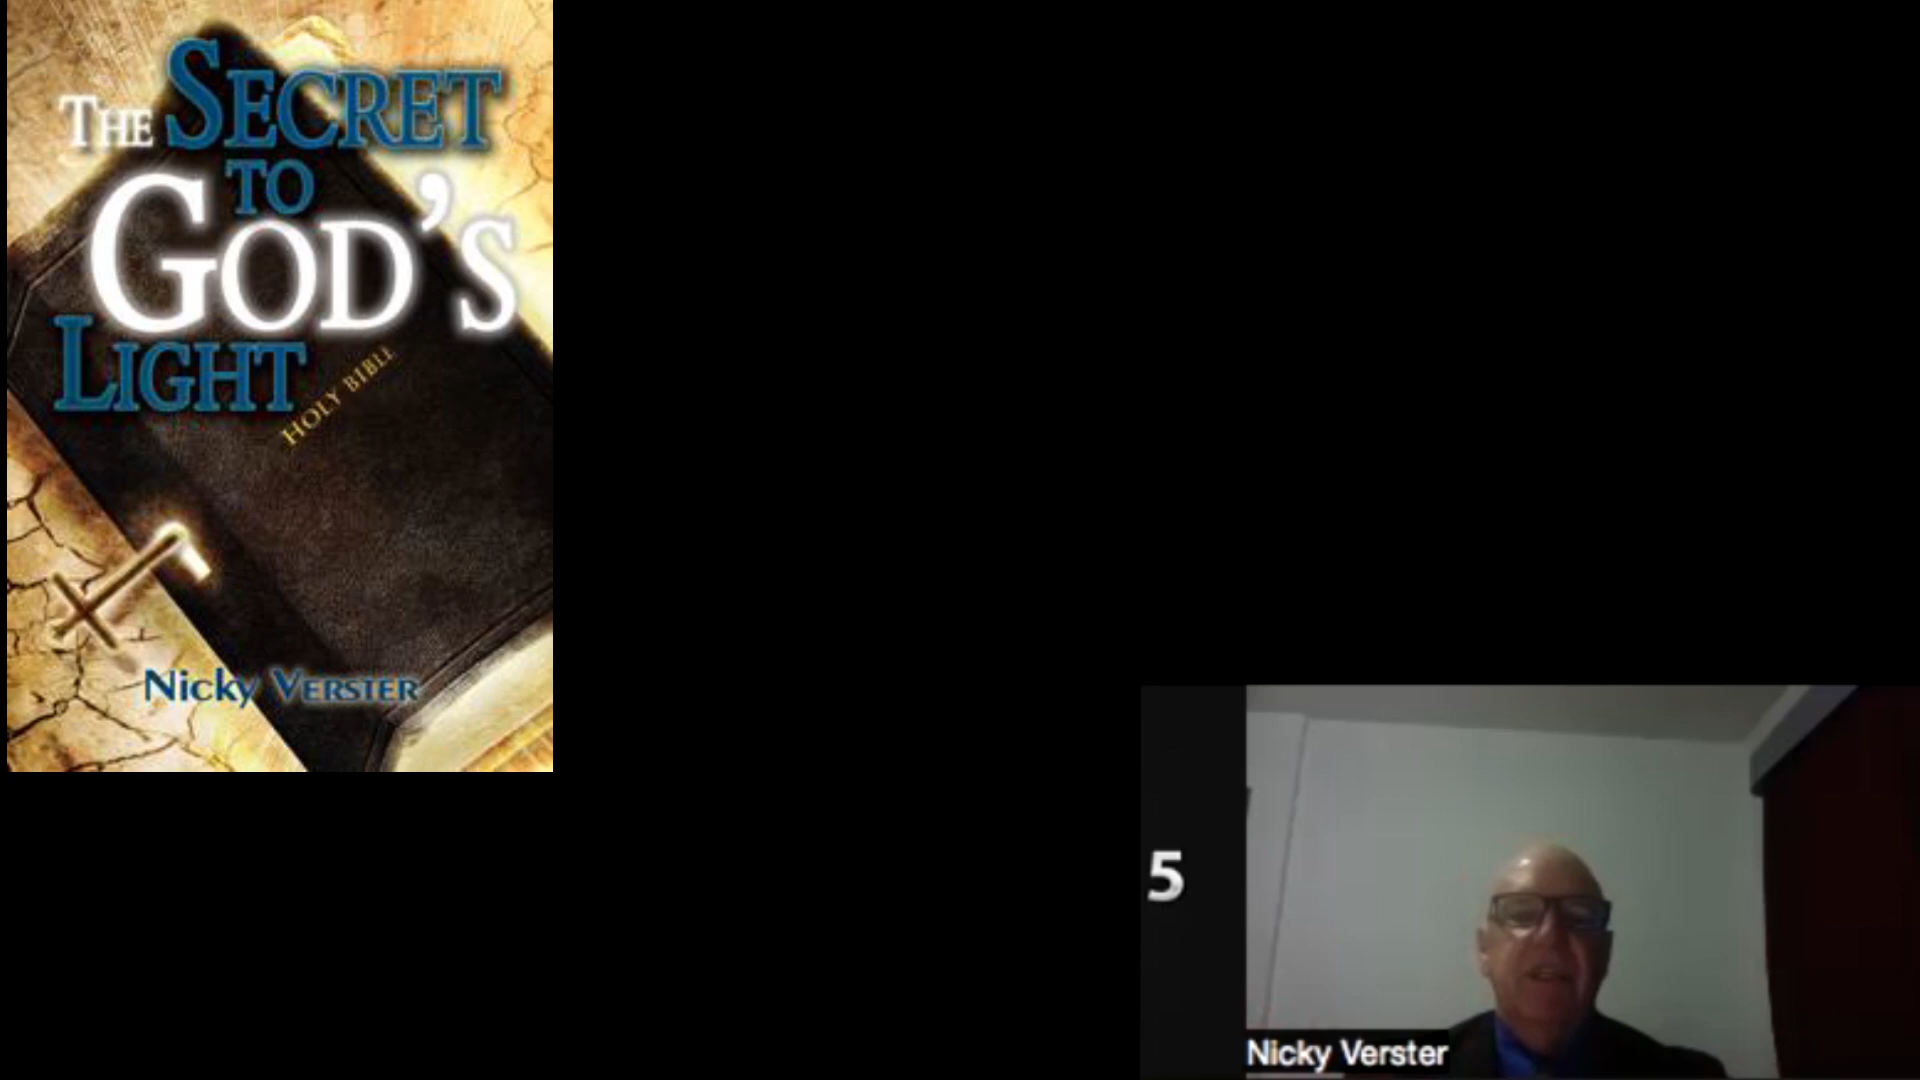 THE SECRET
TO
GOD'S
LIGHT
HOLY BIBLE
Nicky VERSTER
5
Nicky Verster